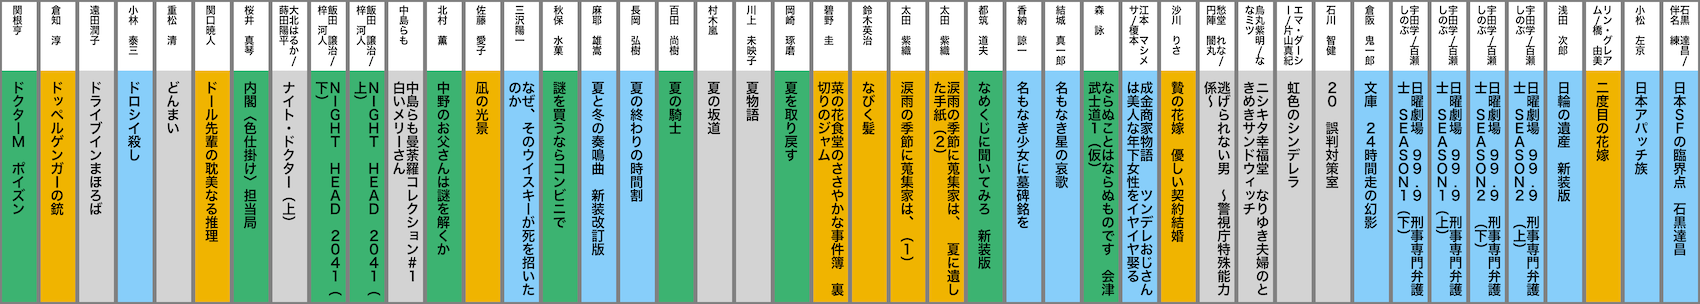 関根亨
ドクターM ポイズン
倉知 淳
ドッペルゲンガーの銃
遠田潤子
ドライブインまほろば
小林 泰三
ドロシイ殺し
重松 清
どんまい
関口暁人
ドール先輩の耽美なる推理
桜井 真琴
内閣〈色仕掛け〉担当局
大北はるか/
蒔田陽平
ナイト・ドクター（上）
飯田 譲治/
梓 河人
NIGHT HEAD 2041（
下）
飯田 譲治/
梓 河人
NIGHT HEAD 2041（
上）
中島らも
中島らも曼荼羅コレクション#1
白いメリーさん
北村 薫
中野のお父さんは謎を解くか
佐藤 愛子
凪の光景
三沢陽一
なぜ、そのウイスキーが死を招いた
のか
秋保 水菓
謎を買うならコンビニで
麻耶 雄嵩
夏と冬の奏鳴曲 新装改訂版
長岡 弘樹
夏の終わりの時間割
百田 尚樹
夏の騎士
村木嵐
夏の坂道
川上 未映子
夏物語
岡崎 琢磨
夏を取り戻す
碧野 圭
菜の花食堂のささやかな事件簿 裏
切りのジャム
鈴木英治
なびく髪
太田 紫織
涙雨の季節に蒐集家は、（1）
太田 紫織
涙雨の季節に蒐集家は、 夏に遺し
た手紙（2）
都筑 道夫
なめくじに聞いてみろ 新装版
香納 諒一
名もなき少女に墓碑銘を
結城 真一郎
名もなき星の哀歌
森 詠
ならぬことはならぬものです 会津
武士道1（仮）
江本 マシメ
サ/榎本
成金商家物語 ツンデレおじさん
は美人な年下女性をイヤイヤ娶る
沙川 りさ
贄の花嫁 優しい契約結婚
愁堂 れな/
円陣 闇丸
逃げられない男 ～警視庁特殊能力
係～
烏丸紫明/な
なミツ
ニシキタ幸福堂 なりゆき夫婦のと
きめきサンドウィッチ
エマ・ダーシ
ー/片山真紀
虹色のシンデレラ
石川 智健
20 誤判対策室
倉阪 鬼一郎
文庫 24時間走の幻影
宇田学/百瀬
しのぶ
日曜劇場 99.9 刑事専門弁護
士 SEASON1（下）
宇田学/百瀬
しのぶ
日曜劇場 99.9 刑事専門弁護
士 SEASON1（上）
宇田学/百瀬
しのぶ
日曜劇場 99.9 刑事専門弁護
士 SEASON2（下）
宇田学/百瀬
しのぶ
日曜劇場 99.9 刑事専門弁護
士 SEASON2（上）
浅田 次郎
日輪の遺産 新装版
リン・グレア
ム/橋 由美
二度目の花嫁
小松 左京
日本アパッチ族
石黒 達昌/
伴名 練
日本SFの臨界点 石黒達昌